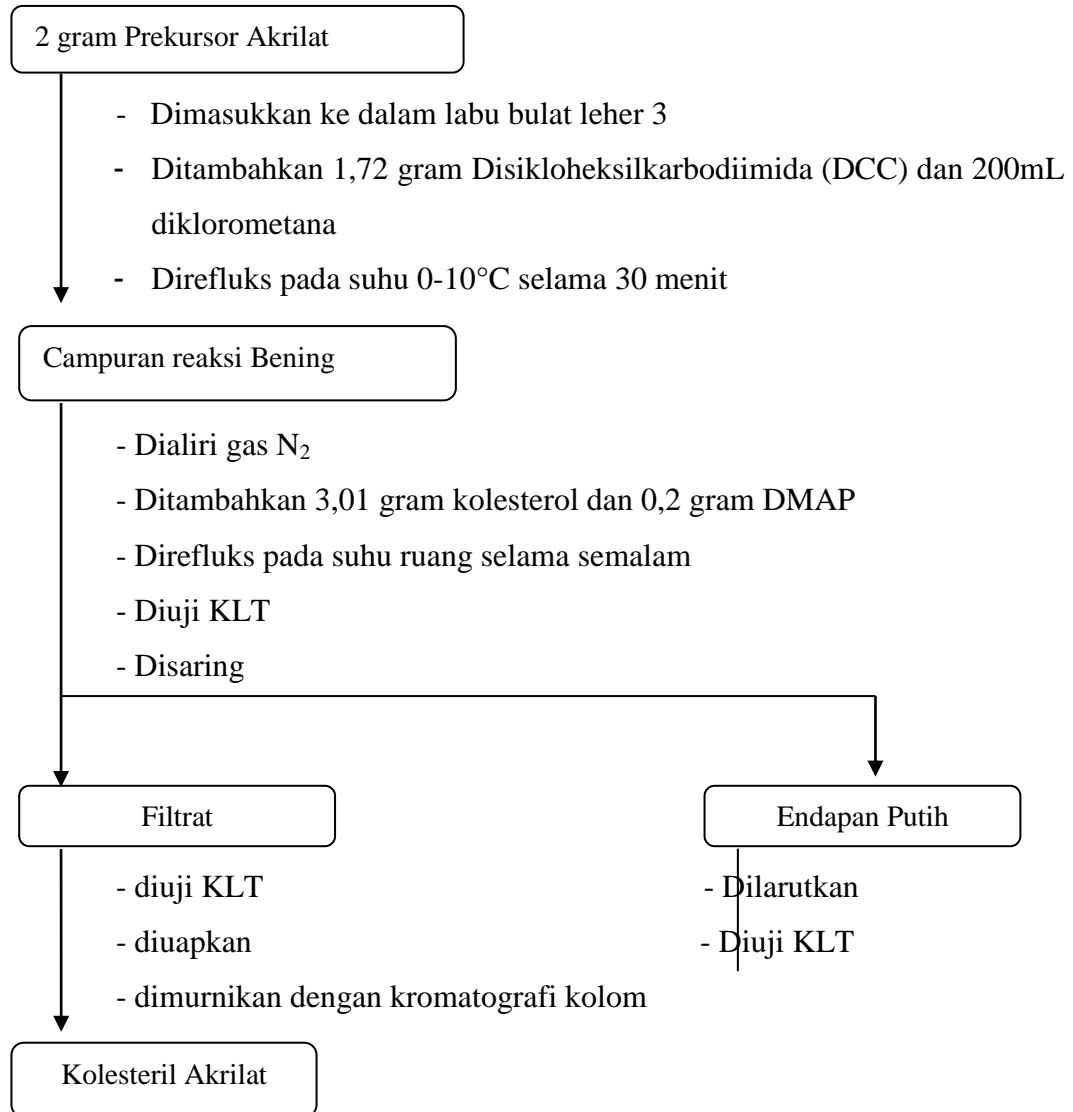 2 gram Prekursor Akrilat
- Dimasukkan ke dalam labu bulat leher 3
- Ditambahkan 1,72 gram Disikloheksilkarbodiimida (DCC) dan 200mL
diklorometana
- Direfluks pada suhu 0-10°C selama 30 menit
Campuran reaksi Bening
- Dialiri gas N₂
- Ditambahkan 3,01 gram kolesterol dan 0,2 gram DMAP
- Direfluks pada suhu ruang selama semalam
- Diuji KLT
- Disaring
Filtrat
Endapan Putih
- diuji KLT
- diuapkan
- dimurnikan dengan kromatografi kolom
- Dilarutkan
- Diuji KLT
Kolesteril Akrilat